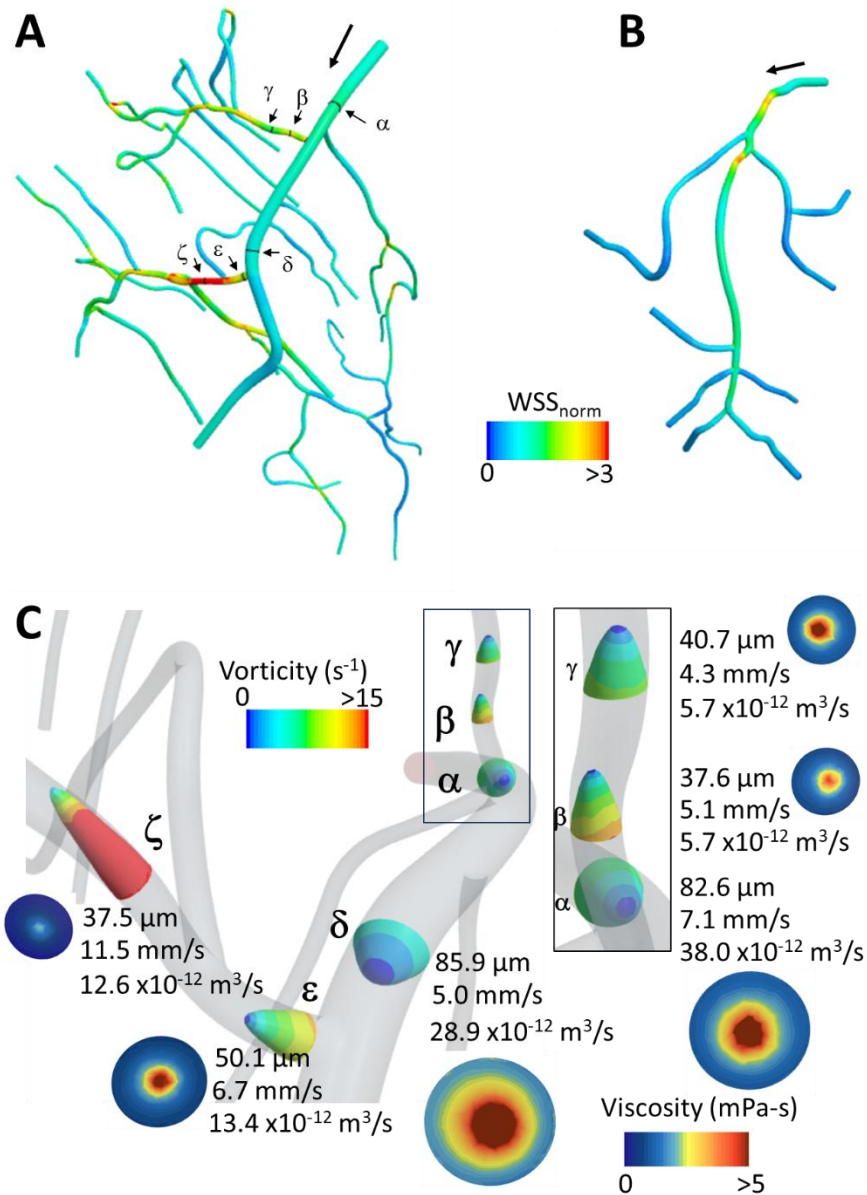 A
B
γ
β
α
ζ
ε
δ
WSSnorm
0
>3
C
Vorticity (s-1)
0
>15
γ
β
α
γ
β
α
40.7 µm
4.3 mm/s
5.7 x10-12 m3/s
37.6 µm
5.1 mm/s
5.7 x10-12 m3/s
82.6 µm
7.1 mm/s
38.0 x10-12 m3/s
ζ
37.5 µm
11.5 mm/s
12.6 x10-12 m3/s
δ
85.9 µm
5.0 mm/s
28.9 x10-12 m3/s
ε
50.1 µm
6.7 mm/s
13.4 x10-12 m3/s
Viscosity (mPa-s)
0
>5